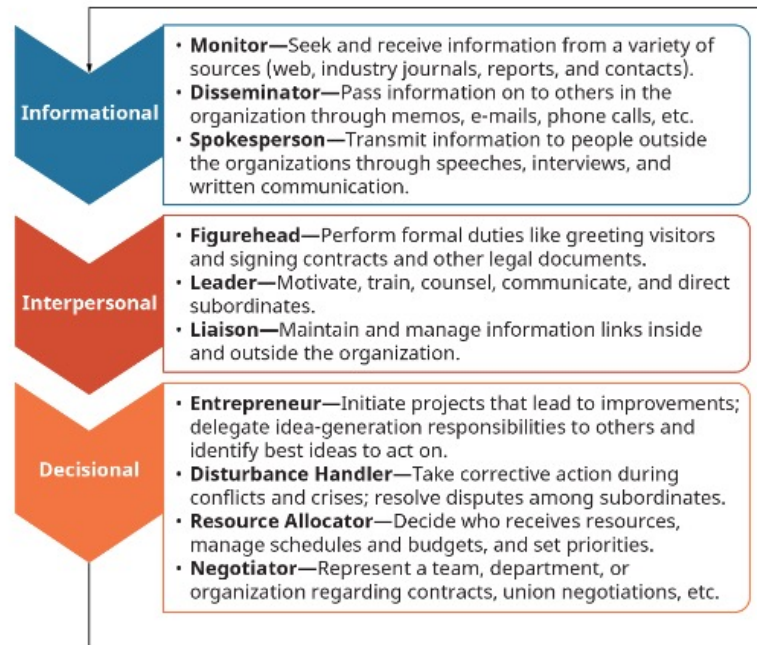 Informational
• Monitor—Seek and receive information from a variety of
sources (web, industry journals, reports, and contacts).
• Disseminator—Pass information on to others in the
organization through memos, e-mails, phone calls, etc.
• Spokesperson—Transmit information to people outside
the organizations through speeches, interviews, and
written communication.
Interpersonal
• Figurehead—Perform formal duties like greeting visitors
and signing contracts and other legal documents.
• Leader—Motivate, train, counsel, communicate, and direct
subordinates.
• Liaison—Maintain and manage information links inside
and outside the organization.
Decisional
• Entrepreneur—Initiate projects that lead to improvements;
delegate idea-generation responsibilities to others and
identify best ideas to act on.
• Disturbance Handler—Take corrective action during
conflicts and crises; resolve disputes among subordinates.
• Resource Allocator—Decide who receives resources,
manage schedules and budgets, and set priorities.
• Negotiator—Represent a team, department, or
organization regarding contracts, union negotiations, etc.